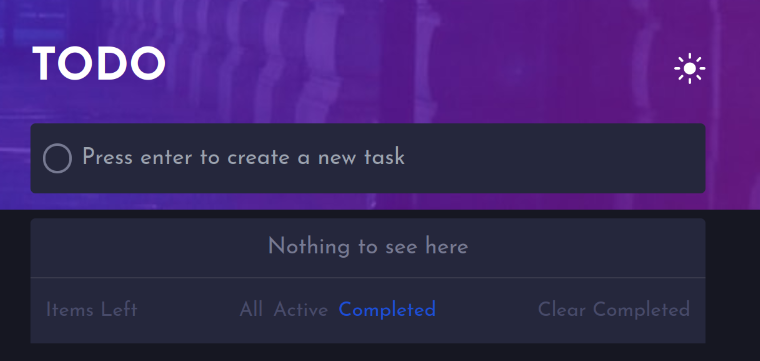 TODO
Press enter to create a new task
Nothing to see here
Items Left All Active Completed Clear Completed